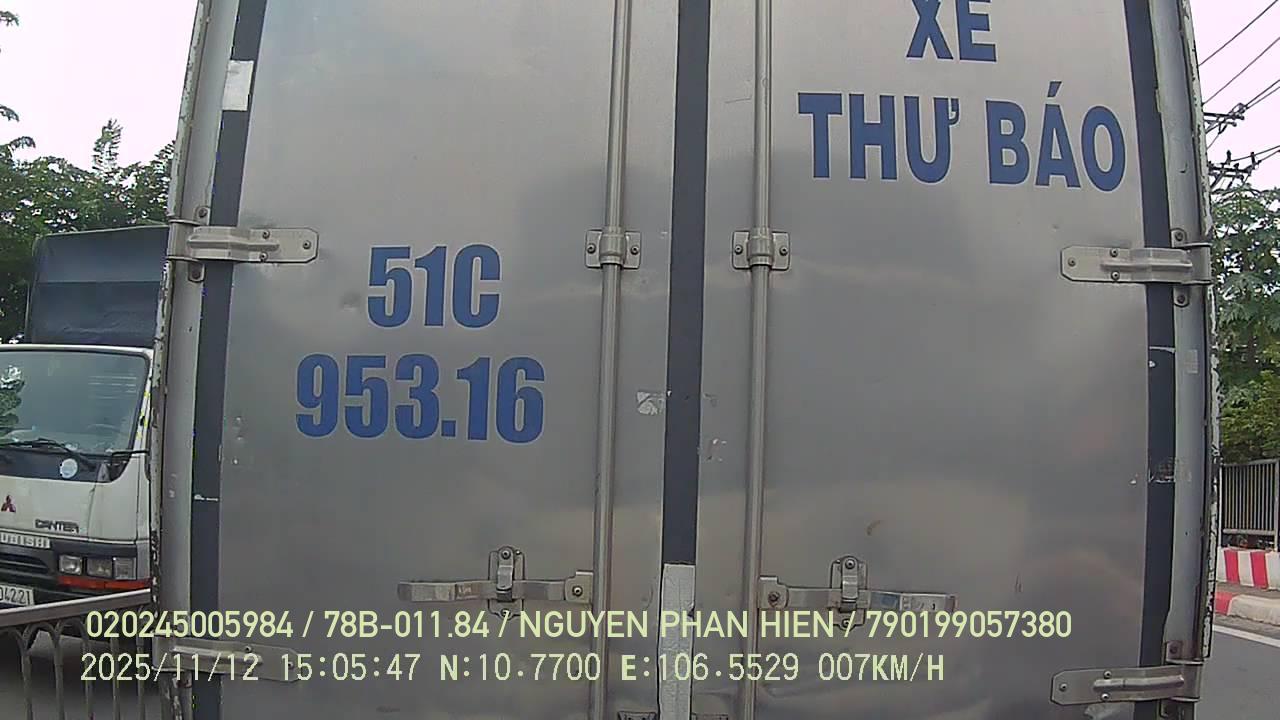 XE
THƯ BÁO
51C
953.16
CANTER
020245005984 / 78B-011.84 / NGUYEN PHAN HIEN / 790199057380
2025/11/12 15:05:47 N:10.7700 E:106.5529 007KM/H